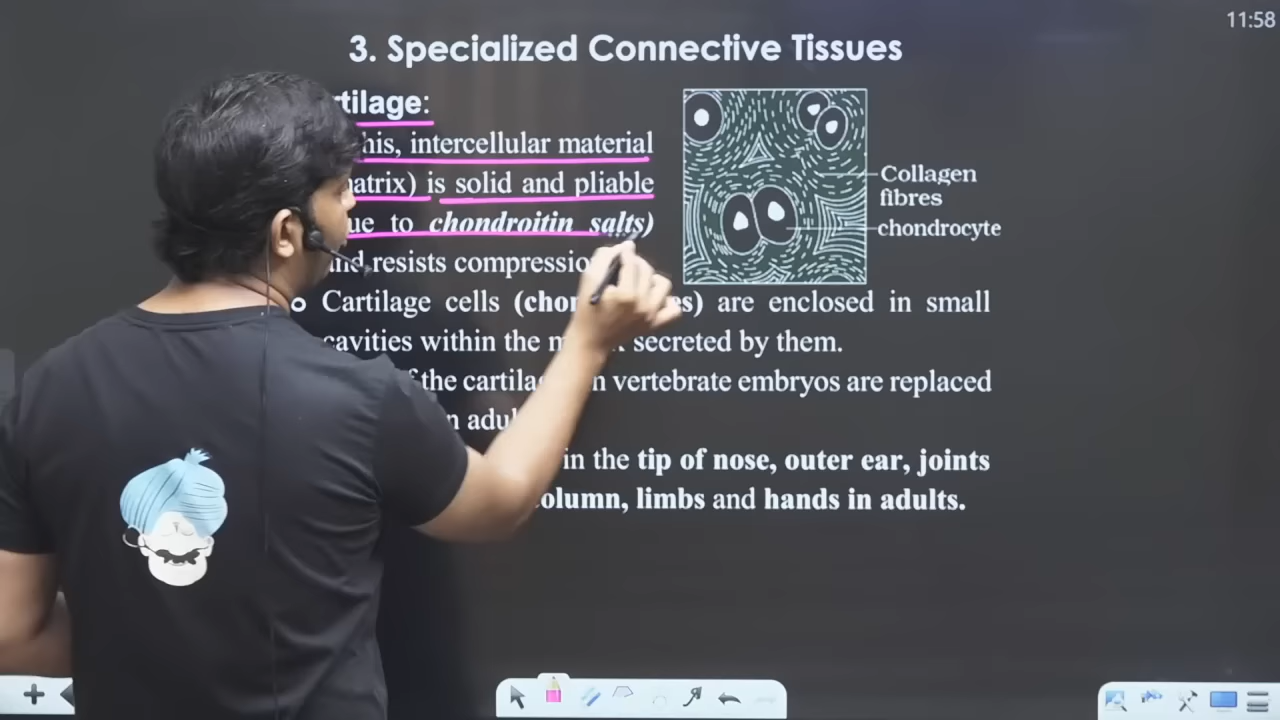 11:58
3. Specialized Connective Tissues
tilage:
his, intercellular material
matrix) is solid and pliable
ue to chondroitin salts)
and resists compressio
Collagen
fibres
chondrocyte
Cartilage cells (chon es) are enclosed in small
cavities within the secreted by them.
the cartila n vertebrate embryos are replaced
n adul
in the tip of nose, outer ear, joints
olumn, limbs and hands in adults.